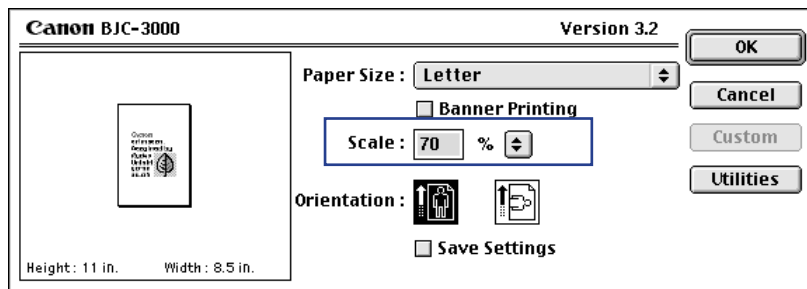 Canon BJC-3000
Version 3.2
OK
Paper Size : Letter
Cancel
Banner Printing
Scale : 70 %
Custom
Utilities
Orientation :
Save Settings
Canon
Height : 11 in. Width : 8.5 in.